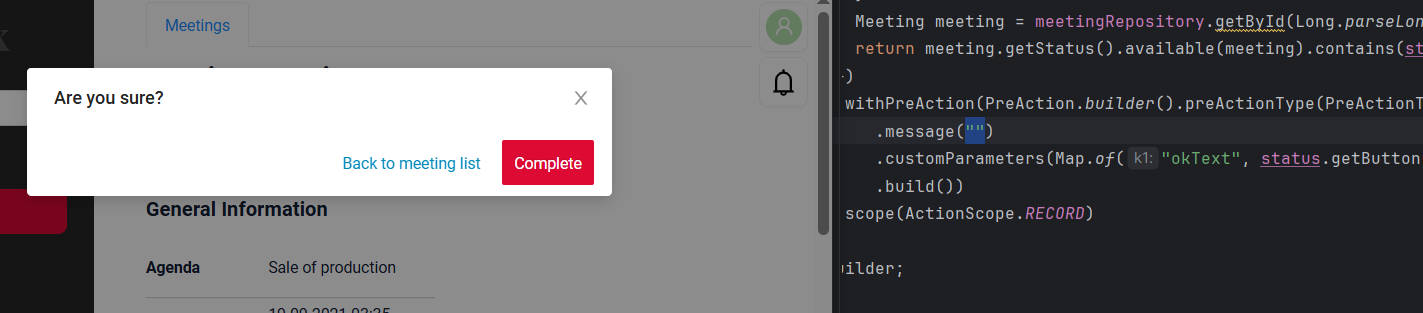 Meetings
Are you sure?
Back to meeting list
Complete
General Information
Agenda
Sale of production
Meeting meeting = meetingRepository.getById(Long.parseLon
return meeting.getStatus().available(meeting).contains(st
)
withPreAction(PreAction.builder().preActionType(PreActionT
.message("")
.customParameters(Map.of( k1: "okText", status.getButton
.build())
scope(ActionScope.RECORD)
uilder;